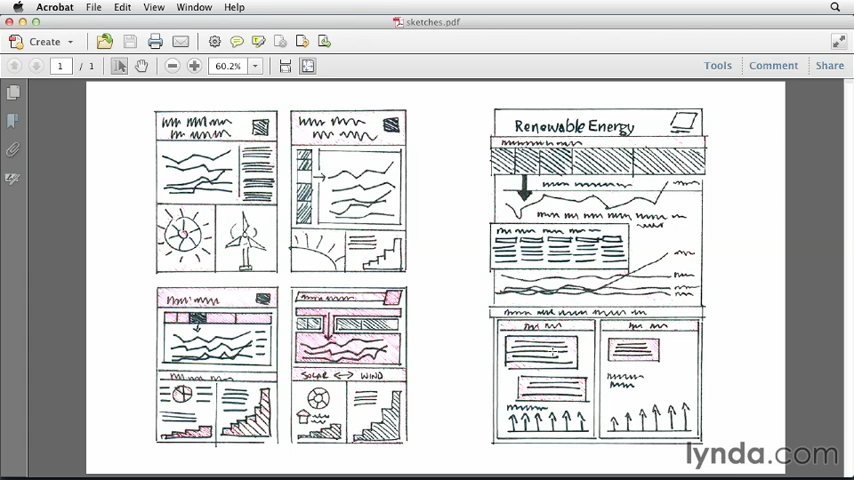 Acrobat File Edit View Window Help
sketches.pdf
Create
1 / 1
60.2%
Tools Comment Share
Renewable Energy
SOLAR WIND
lynda.com